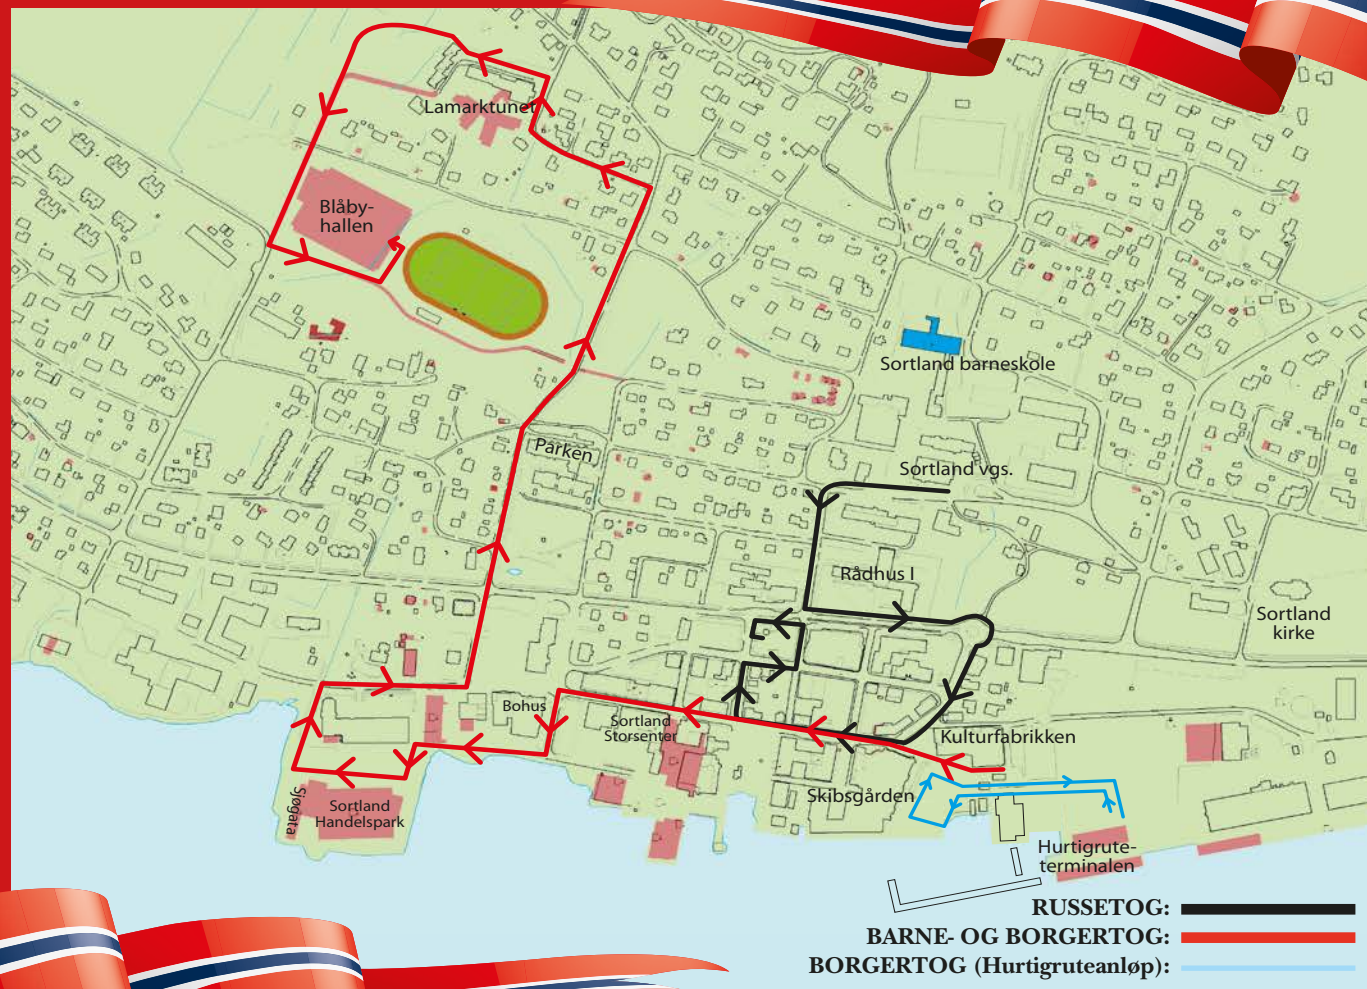 Lamarktunet
Blåby-
hallen
Sortland barneskole
Parken
Sortland vgs.
Rådhus I
Sortland
kirke
Bohus
Sortland
Storsenter
Kulturfabrikken
Skibsgården
Sjøgata
Sortland
Handelspark
Hurtigrute-
terminalen
RUSSETOG:
BARNE- OG BORGERTOG:
BORGERTOG (Hurtigruteanløp):